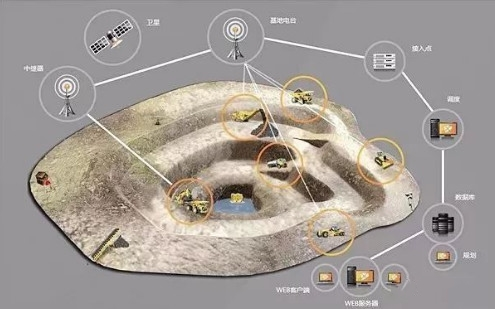 卫星
基地电台
接入点
中继器
调度
数据库
规划
WEB客户端
WEB服务器